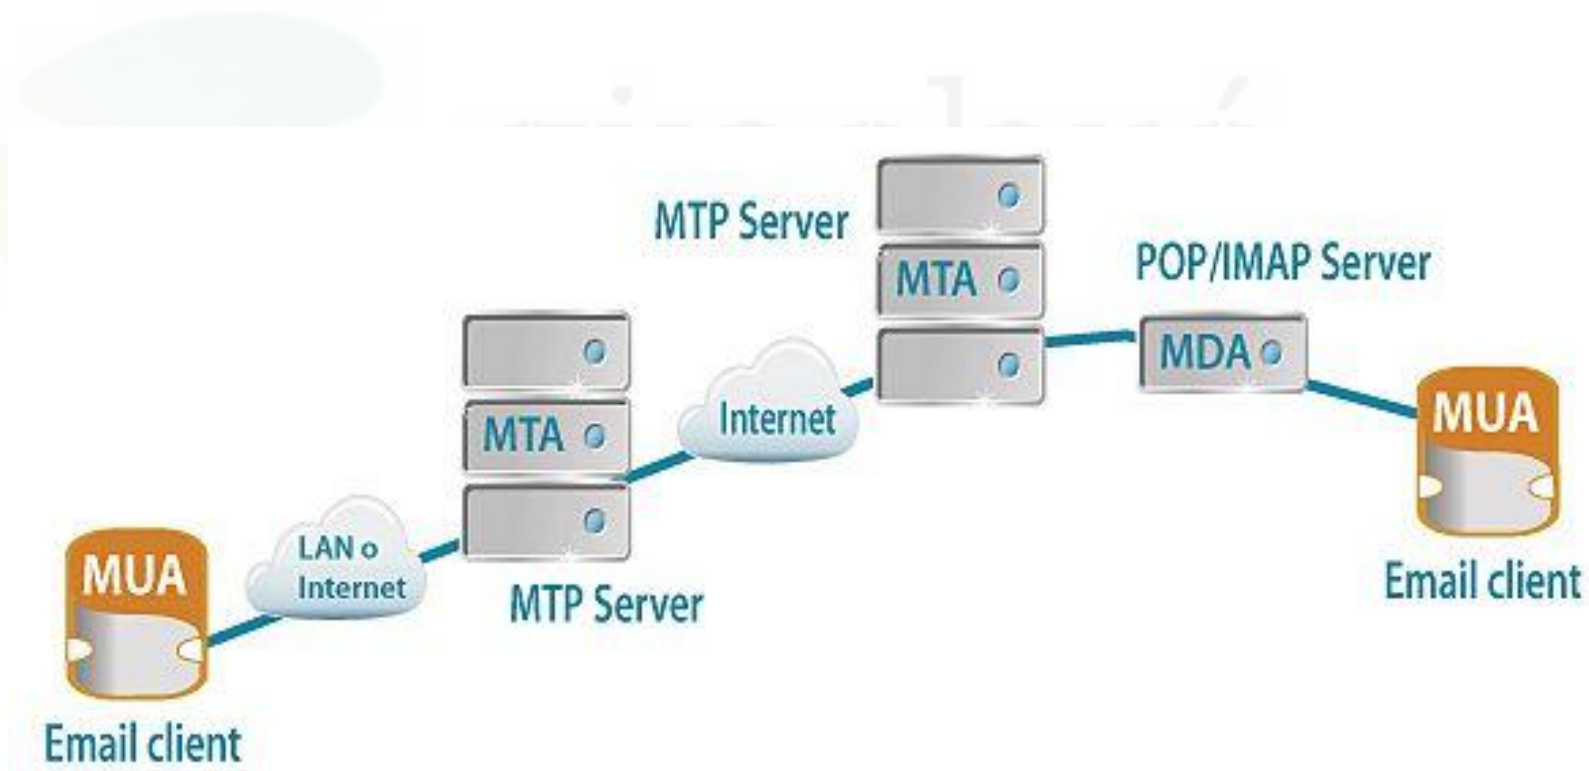 MTP Server
MTA
POP/IMAP Server
MDA
MUA
Email client
Internet
MTA
MTP Server
LAN o
Internet
MUA
Email client